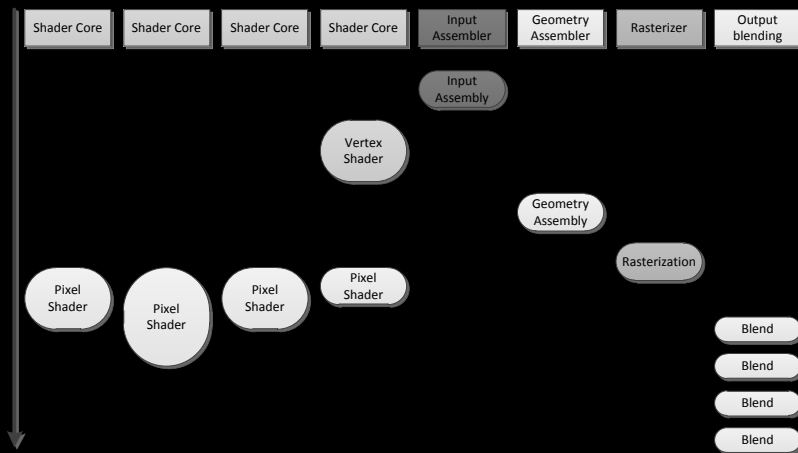 Shader Core
Shader Core
Shader Core
Shader Core
Input
Assembler
Geometry
Assembler
Rasterizer
Output
blending
Input
Assembly
Vertex
Shader
Geometry
Assembly
Rasterization
Pixel
Shader
Pixel
Shader
Pixel
Shader
Pixel
Shader
Blend
Blend
Blend
Blend